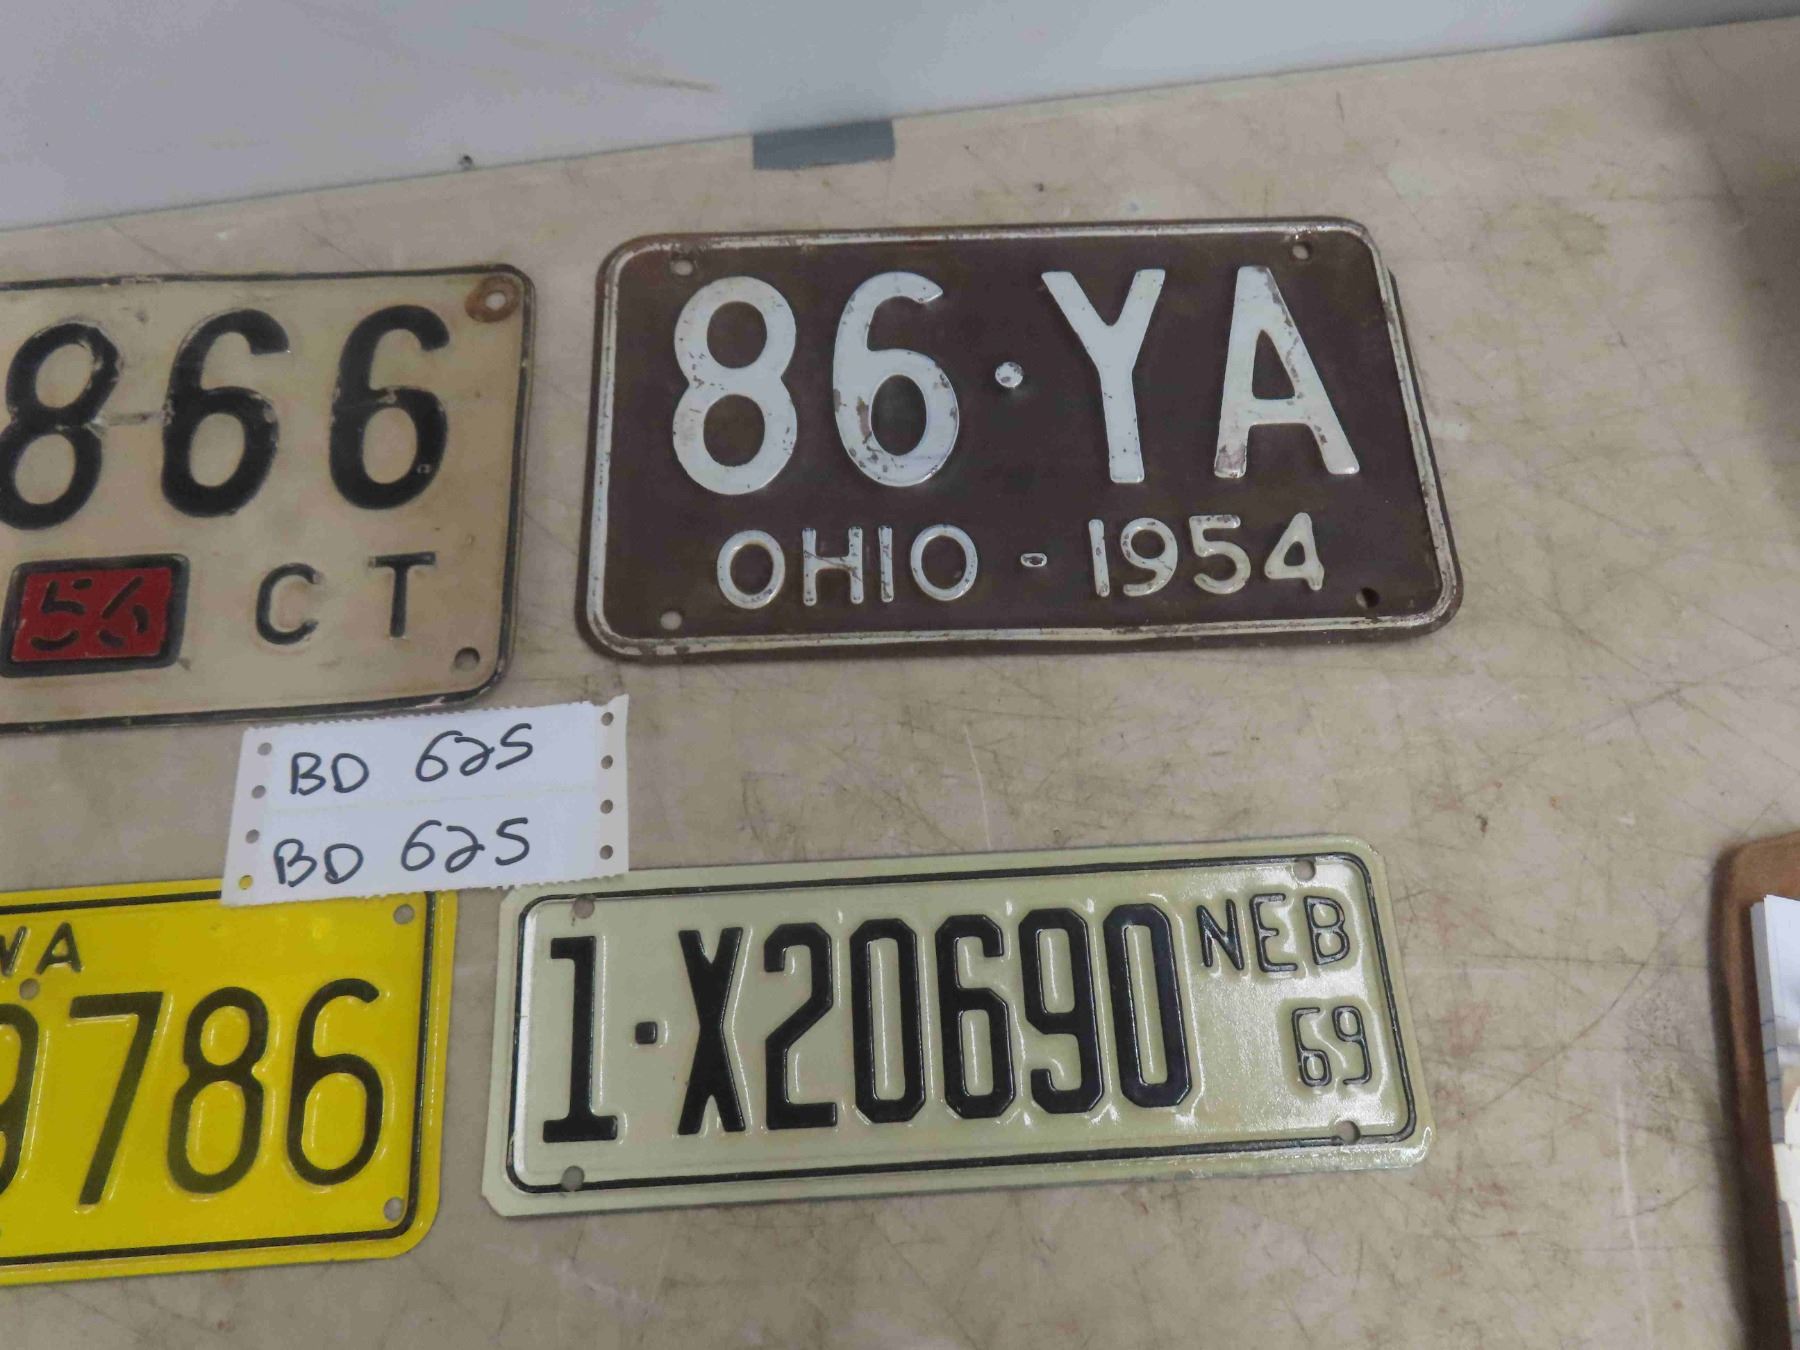 866
56 CT
86·YA
OHIO - 1954
BD 625
BD 625
WA
9786
1·X20690 NEB
69